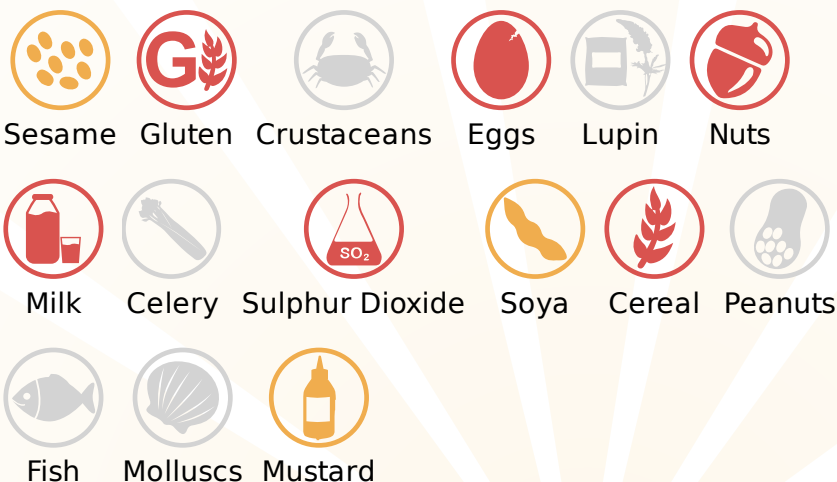 G
Sesame Gluten Crustaceans Eggs Lupin Nuts
SO₂
Milk Celery Sulphur Dioxide Soya Cereal Peanuts
Fish Molluscs Mustard